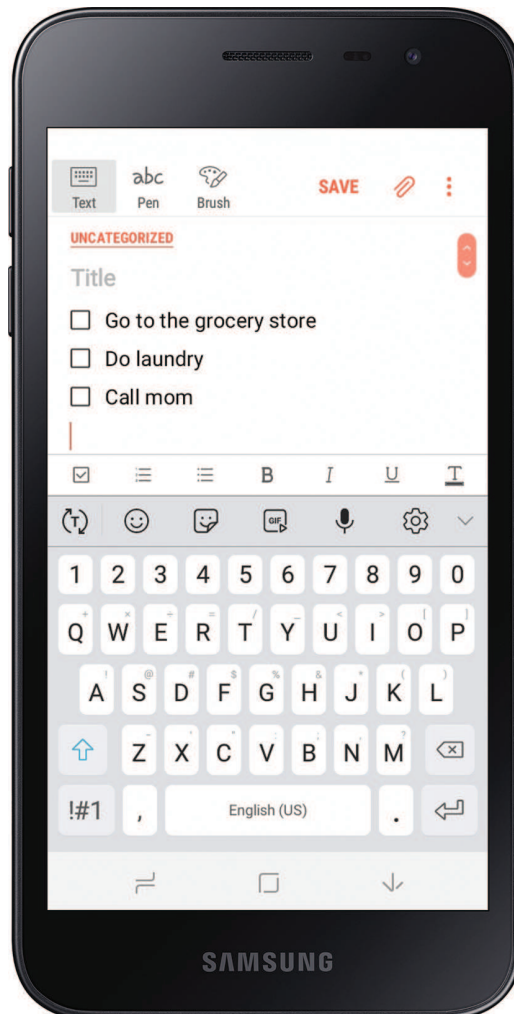 abc
Text Pen Brush SAVE
UNCATEGORIZED
Title
Go to the grocery store
Do laundry
Call mom
B I U T
T GIF
1 2 3 4 5 6 7 8 9 0
Q W E R T Y U I O P
A S D F G H J K L
Z X C V B N M
!#1 , English (US) .
SAMSUNG